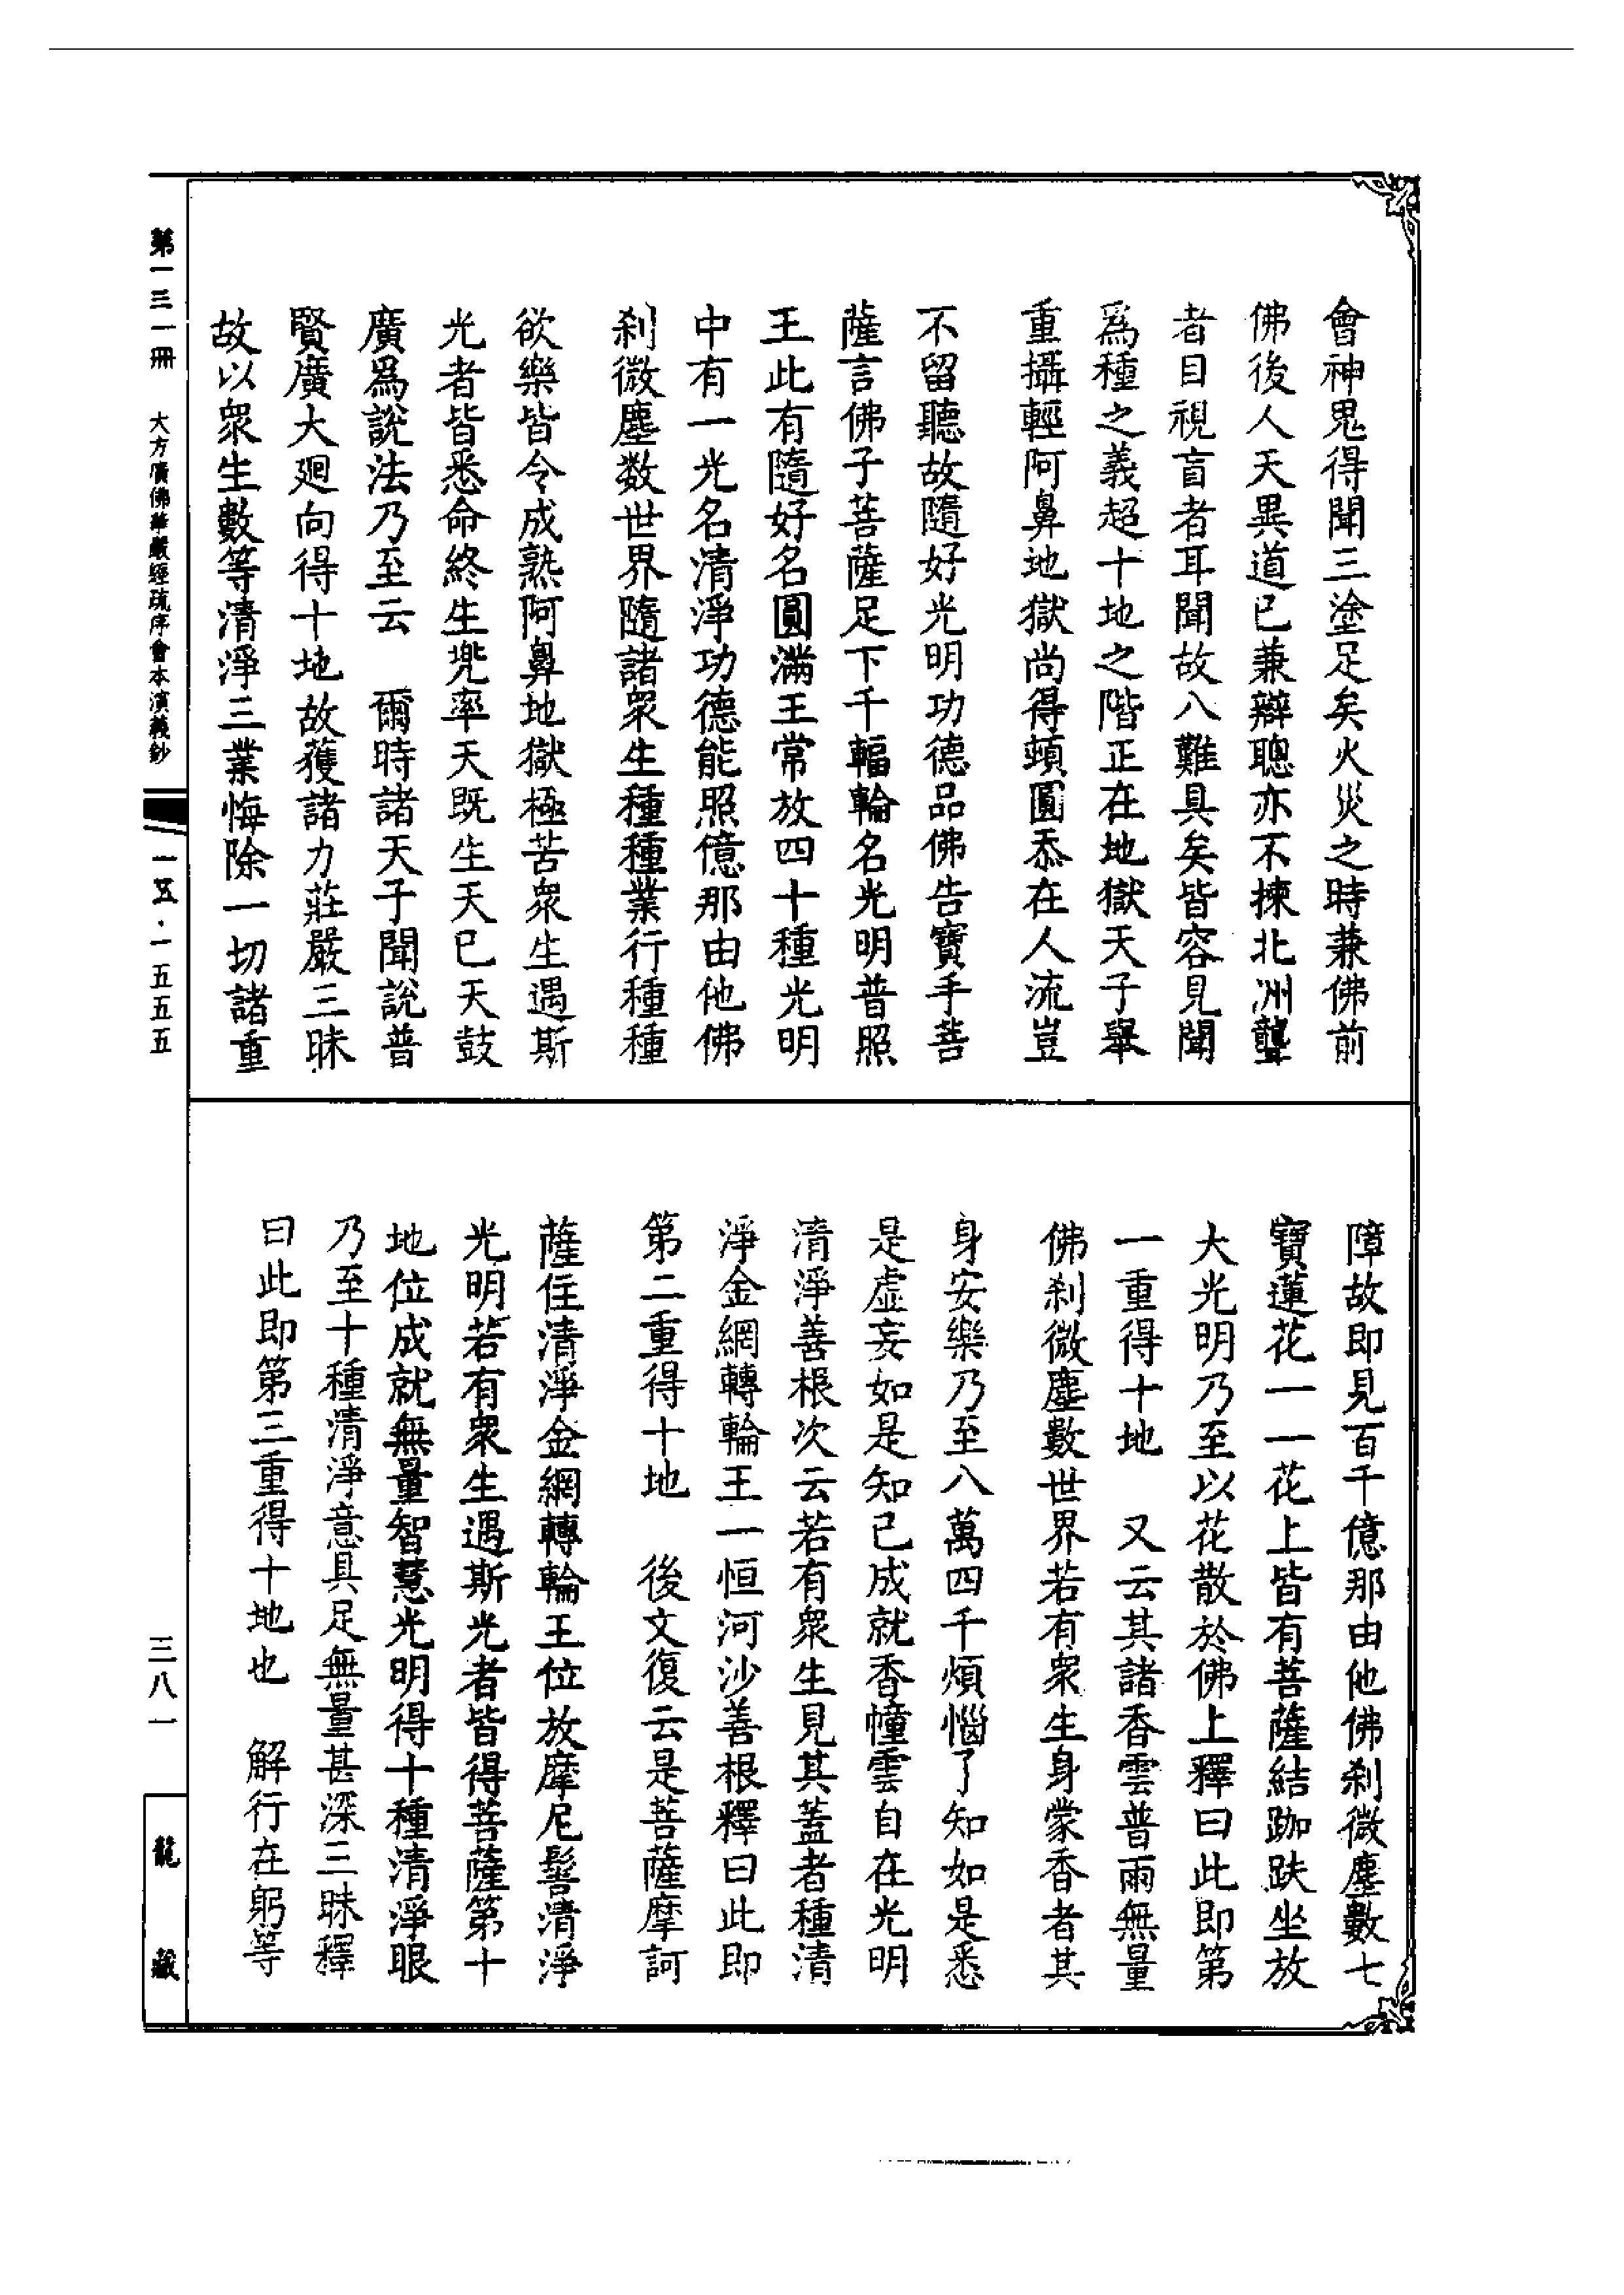 會神鬼得聞三塗足矣火災之時兼佛前
佛後人天異道已兼辯聰亦不揀北洲聾
者目視盲者耳聞故八難具矣皆容見聞
爲種之義超十地之階正在地獄天子舉
重攝輕阿鼻地獄尚得頓圓忝在人流豈
不留聽故隨好光明功德品佛告寶手菩
薩言佛子菩薩足下千輻輪名光明普照
王此有隨好名圓滿王常放四十種光明
中有一光名清淨功德能照億那由他佛
刹微塵数世界隨諸衆生種種業行種種
欲樂皆令成熟阿鼻地獄極苦衆生遇斯
光者皆悉命終生兠率天既生天已天鼓
廣爲說法乃至云　爾時諸天子聞說普
賢廣大廻向得十地故獲諸力莊嚴三昧
故以衆生數等清淨三業悔除一切諸重
障故即見百千億那由他佛刹微塵數七
寶蓮花一一花上皆有菩薩結跏趺坐放
大光明乃至以花散於佛上釋曰此即第
一重得十地　又云其諸香雲普雨無量
佛刹微塵數世界若有衆生身蒙香者其
身安樂乃至八萬四千煩惱了知如是悉
是虛妄如是知已成就香幢雲自在光明
清淨善根次云若有衆生見其蓋者種清
淨金網轉輪王一恒河沙善根釋曰此即
第二重得十地　後文復云是菩薩摩訶
薩住清淨金網轉輪王位放摩尼髻清淨
光明若有衆生遇斯光者皆得菩薩第十
地位成就無量智慧光明得十種清淨眼
乃至十種清淨意具足無量甚深三昧釋
曰此即第三重得十地也　解行在躬等
第一三一冊　大方廣佛華嚴經疏序會本演義鈔
一五·一五五五
三八一
龍藏